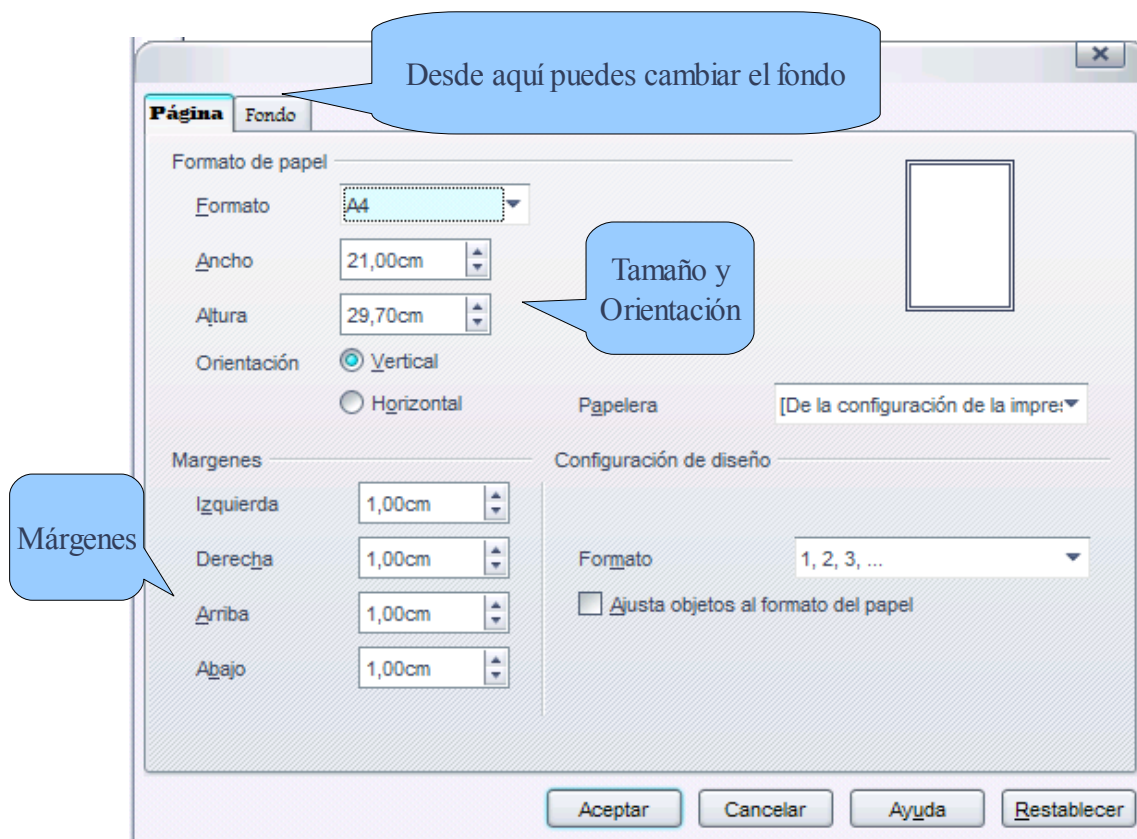 Desde aquí puedes cambiar el fondo
Página Fondo
Formato de papel
Formato A4
Ancho 21,00cm
Tamaño y
Orientación
Altura 29,70cm
Orientación Vertical
Horizontal Papelera [De la configuración de la impres
Margenes Configuración de diseño
Márgenes
Izquierda 1,00cm
Derecha 1,00cm Formato 1, 2, 3, ...
Arriba 1,00cm Ajusta objetos al formato del papel
Abajo 1,00cm
Aceptar Cancelar Ayuda Restablecer